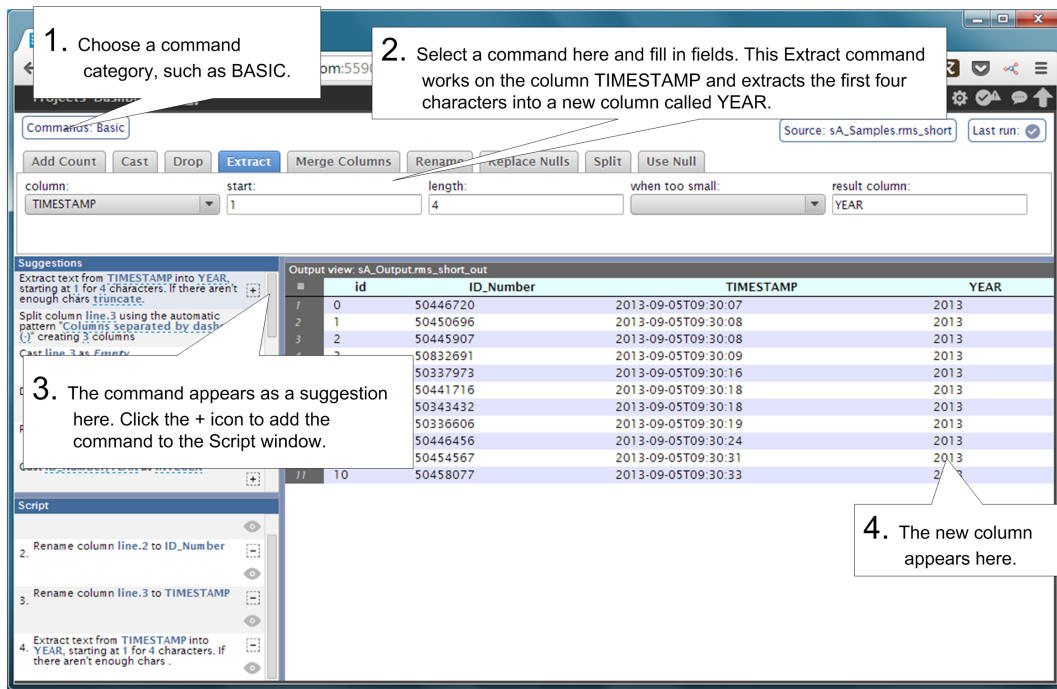 1. Choose a command
category, such as BASIC.
2. Select a command here and fill in fields. This Extract command
works on the column TIMESTAMP and extracts the first four
characters into a new column called YEAR.
om:559
Commands: Basic
Source: sA_Samples.rms_short
Last run:
Add Count Cast Drop Extract Merge Columns Rename Replace Nulls Split Use Null
column: start: length: when too small: result column:
TIMESTAMP 1 4 YEAR
Suggestions
Extract text from TIMESTAMP into YEAR,
starting at 1 for 4 characters. If there aren't
enough chars truncate.
Split column line.3 using the automatic
pattern "Columns separated by dash
(-)" creating 3 columns
Cast line.3 as Empty
3. The command appears as a suggestion
here. Click the + icon to add the
command to the Script window.
Output view: sA_Output.rms_short_out
id ID_Number TIMESTAMP YEAR
1 0 50446720 2013-09-05T09:30:07 2013
2 1 50450696 2013-09-05T09:30:08 2013
3 2 50445907 2013-09-05T09:30:08 2013
50832691 2013-09-05T09:30:09 2013
50337973 2013-09-05T09:30:16 2013
50441716 2013-09-05T09:30:18 2013
50343432 2013-09-05T09:30:18 2013
50336606 2013-09-05T09:30:19 2013
50446456 2013-09-05T09:30:24 2013
50454567 2013-09-05T09:30:31 2013
11 10 50458077 2013-09-05T09:30:33
4. The new column
appears here.
Script
2. Rename column line.2 to ID_Number
3. Rename column line.3 to TIMESTAMP
4. Extract text from TIMESTAMP into
YEAR, starting at 1 for 4 characters. If
there aren't enough chars .